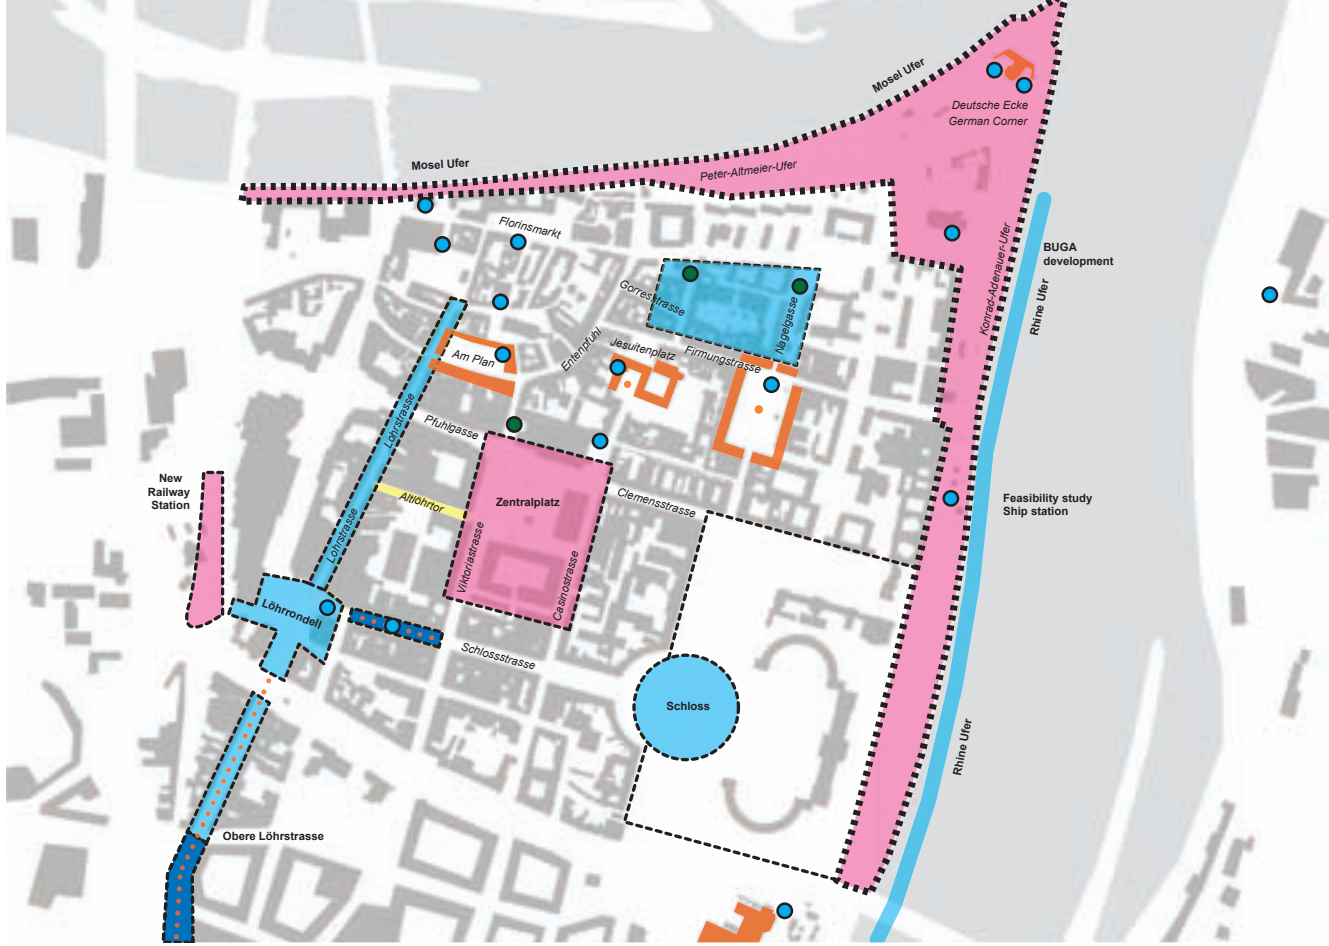 Mosel Ufer
Deutsche Ecke
German Corner
Mosel Ufer
Peter-Altmeier-Ufer
Florinsmarkt
Konrad-Adenauer-Ufer
BUGA
development
Rhine Ufer
Gorresstrasse
Nagelgasse
Entenpfuhl
Jesuitenplatz
Firmungstrasse
Am Plan
Löhrstrasse
Pfuhlgasse
New
Railway
Station
Altlöhrtor
Zentralplatz
Clemensstrasse
Feasibility study
Ship station
Löhrstrasse
Viktoriastrasse
Casinostrasse
Löhrrondell
Schlossstrasse
Schloss
Rhine Ufer
Obere Löhrstrasse